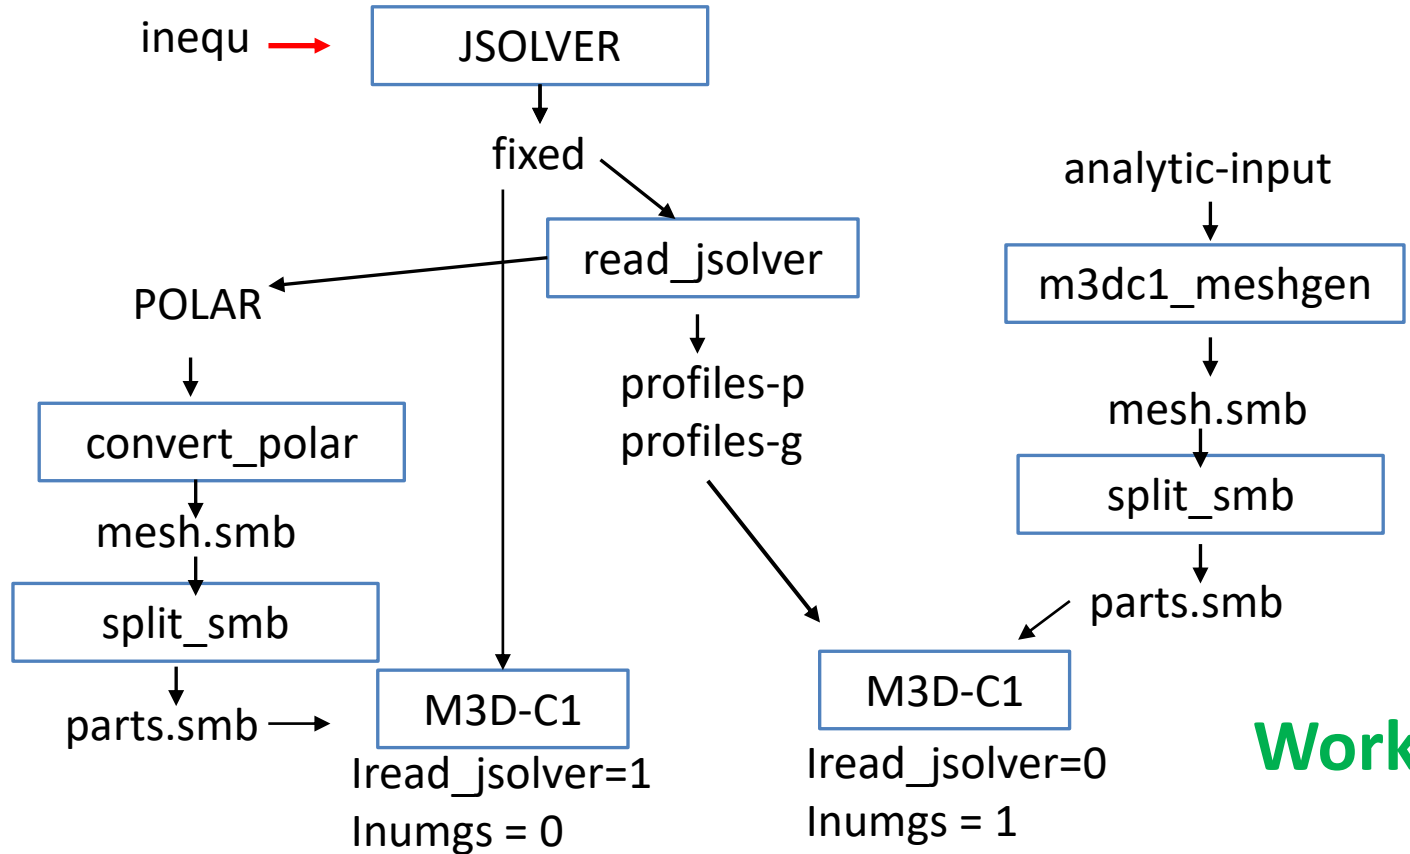 inequ
JSOLVER
fixed
analytic-input
read_jsolver
m3dc1_meshgen
POLAR
profiles-p
profiles-g
mesh.smb
convert_polar
split_smb
mesh.smb
parts.smb
split_smb
M3D-C1
M3D-C1
parts.smb
Work
Iread_jsolver=1
Inumgs = 0
Iread_jsolver=0
Inumgs = 1